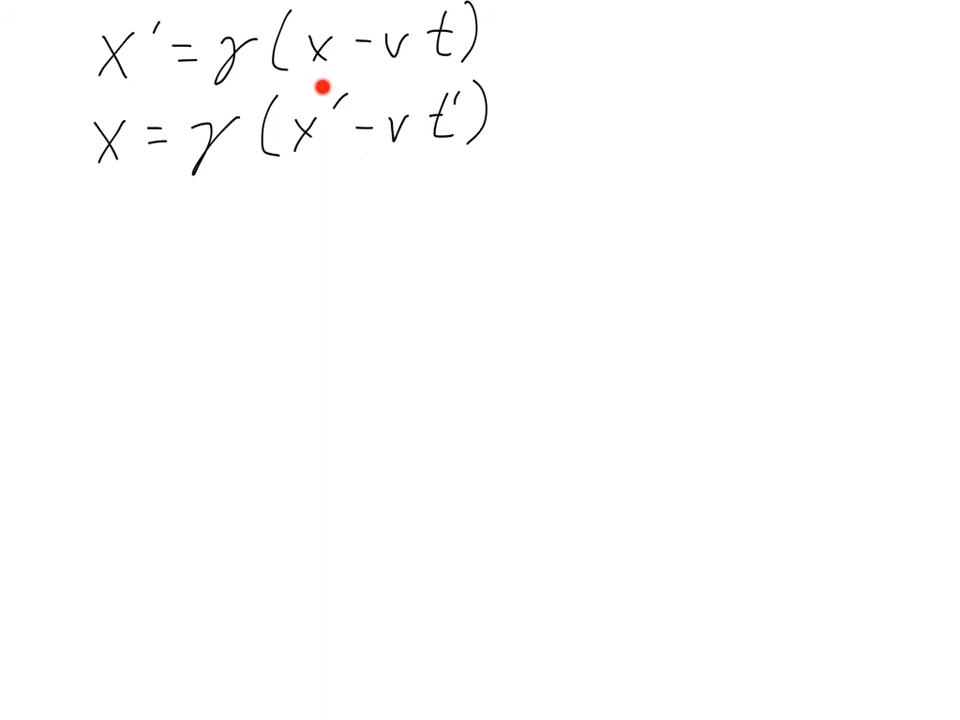 x' = γ(x - vt)
x = γ(x' - vt')